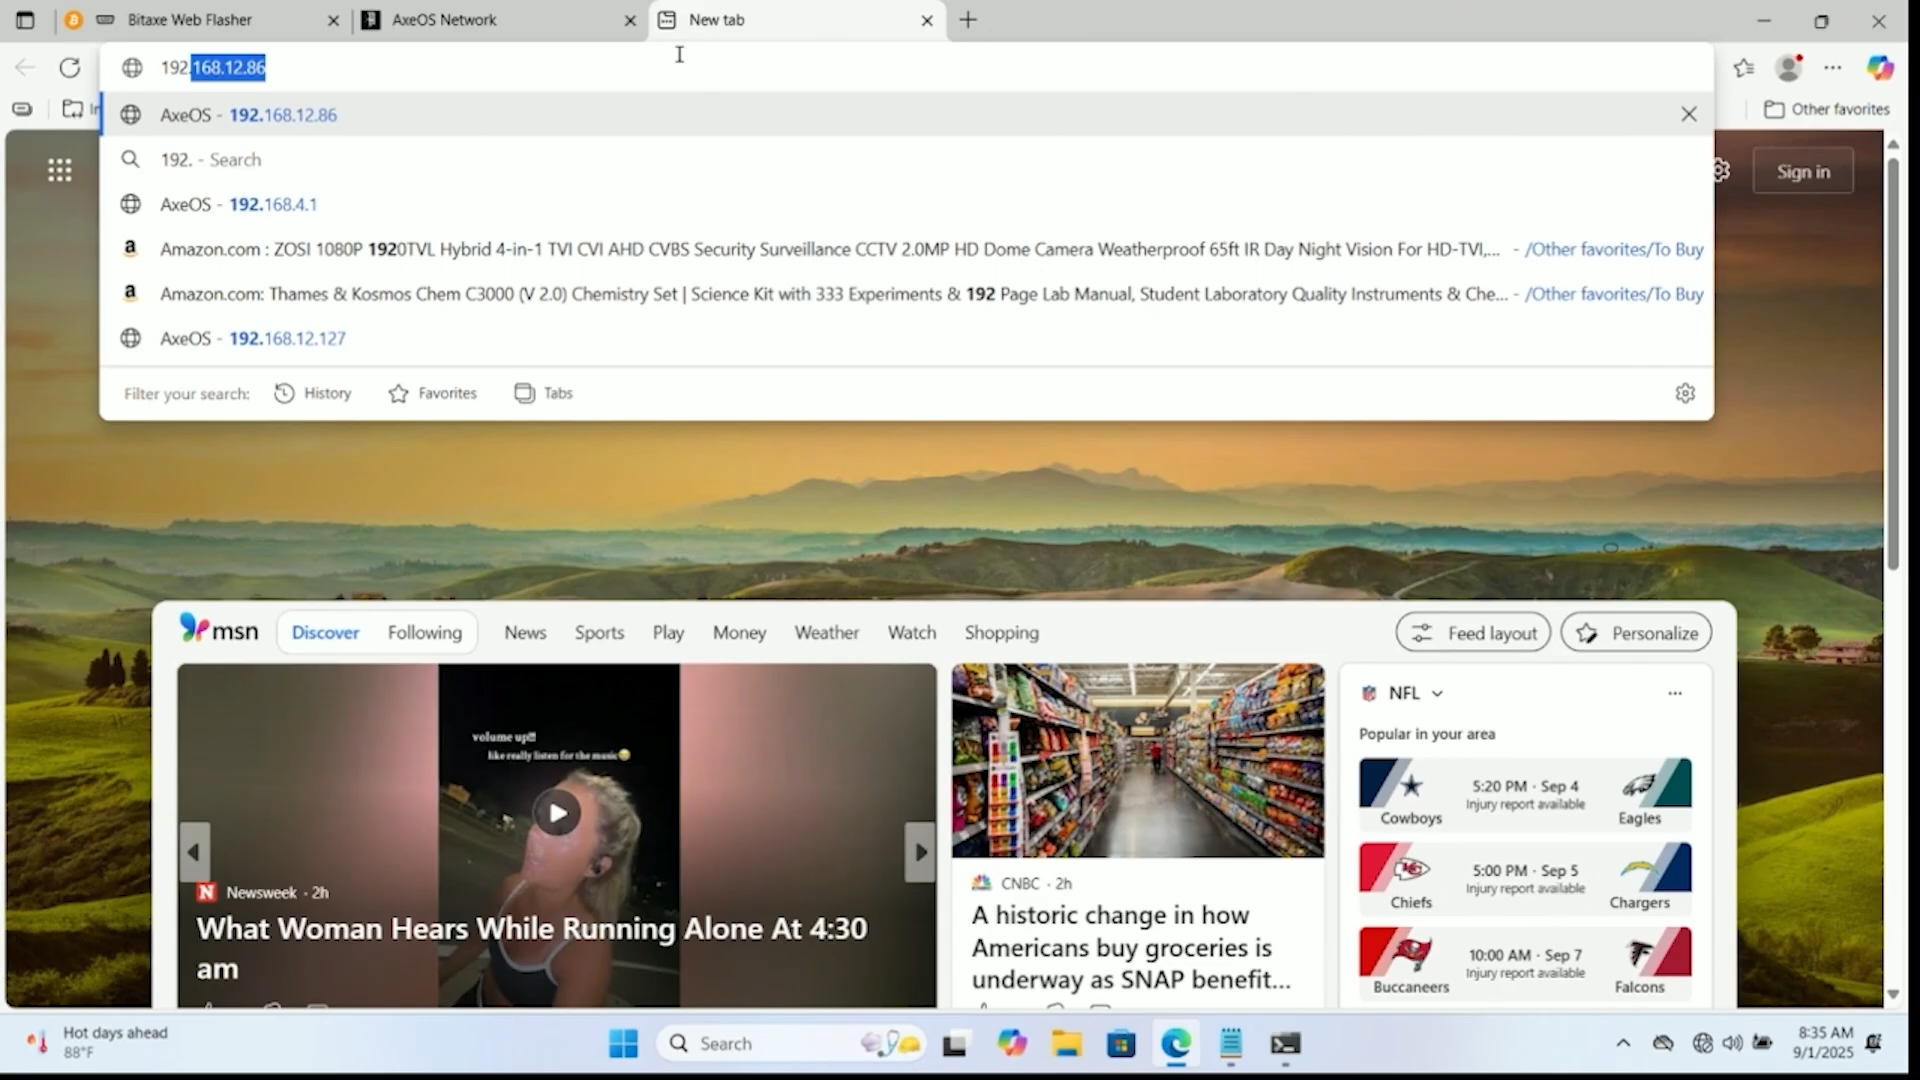 Bitaxe Web Flasher
AxeOS Network
New tab
192.168.12.86
AxeOS - 192.168.12.86
192. - Search
AxeOS - 192.168.4.1
Amazon.com : ZOSI 1080P 1920TVL Hybrid 4-in-1 TVI CVI AHD CVBS Security Surveillance CCTV 2.0MP HD Dome Camera Weatherproof 65ft IR Day Night Vision For HD-TVI,... - /Other favorites/To Buy
Amazon.com: Thames & Kosmos Chem C3000 (V 2.0) Chemistry Set | Science Kit with 333 Experiments & 192 Page Lab Manual, Student Laboratory Quality Instruments & Che... - /Other favorites/To Buy
AxeOS - 192.168.12.127
Filter your search: History Favorites Tabs
Other favorites
Sign in
msn
Discover Following News Sports Play Money Weather Watch Shopping
Feed layout Personalize
volume up!!
like really listen for the music
Newsweek · 2h
What Woman Hears While Running Alone At 4:30
am
CNBC · 2h
A historic change in how
Americans buy groceries is
underway as SNAP benefit...
NFL
Popular in your area
5:20 PM · Sep 4
Injury report available
Cowboys Eagles
5:00 PM · Sep 5
Injury report available
Chiefs Chargers
10:00 AM · Sep 7
Injury report available
Buccaneers Falcons
Hot days ahead
88°F
Search
8:35 AM
9/1/2025